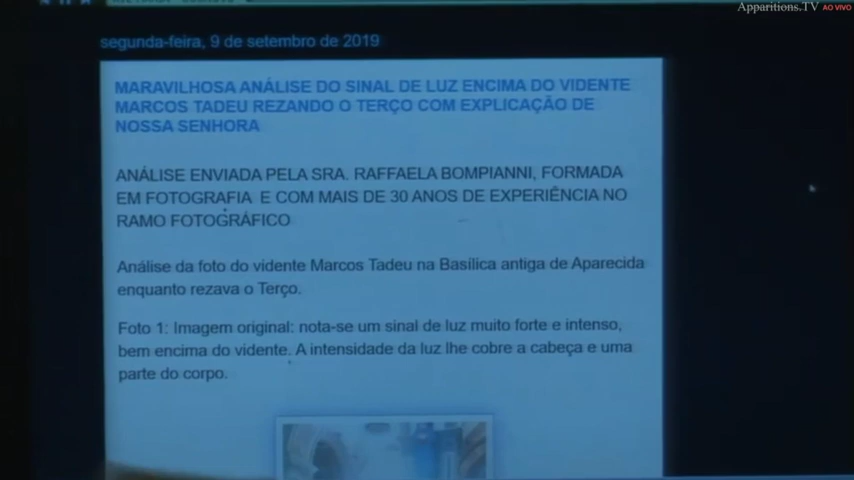 Apparitions.TV AO VIVO
segunda-feira, 9 de setembro de 2019
MARAVILHOSA ANÁLISE DO SINAL DE LUZ ENCIMA DO VIDENTE
MARCOS TADEU REZANDO O TERÇO COM EXPLICAÇÃO DE
NOSSA SENHORA
ANÁLISE ENVIADA PELA SRA. RAFFAELA BOMPIANNI, FORMADA
EM FOTOGRAFIA E COM MAIS DE 30 ANOS DE EXPERIÊNCIA NO
RAMO FOTOGRÁFICO
Análise da foto do vidente Marcos Tadeu na Basílica antiga de Aparecida
enquanto rezava o Terço.
Foto 1: Imagem original: nota-se um sinal de luz muito forte e intenso,
bem encima do vidente. A intensidade da luz lhe cobre a cabeça e uma
parte do corpo.